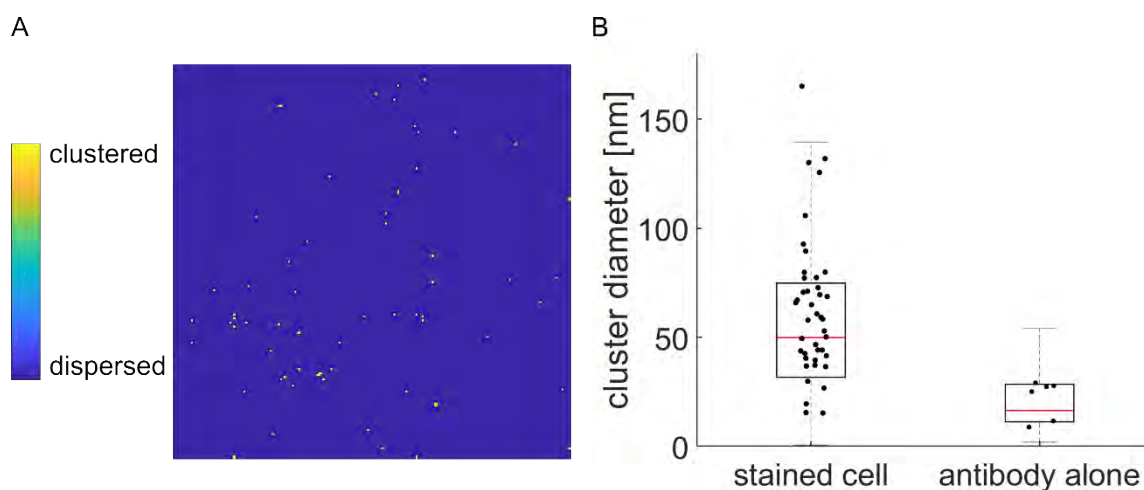 A
clustered
dispersed
B
cluster diameter [nm]
150
100
50
0
stained cell
antibody alone